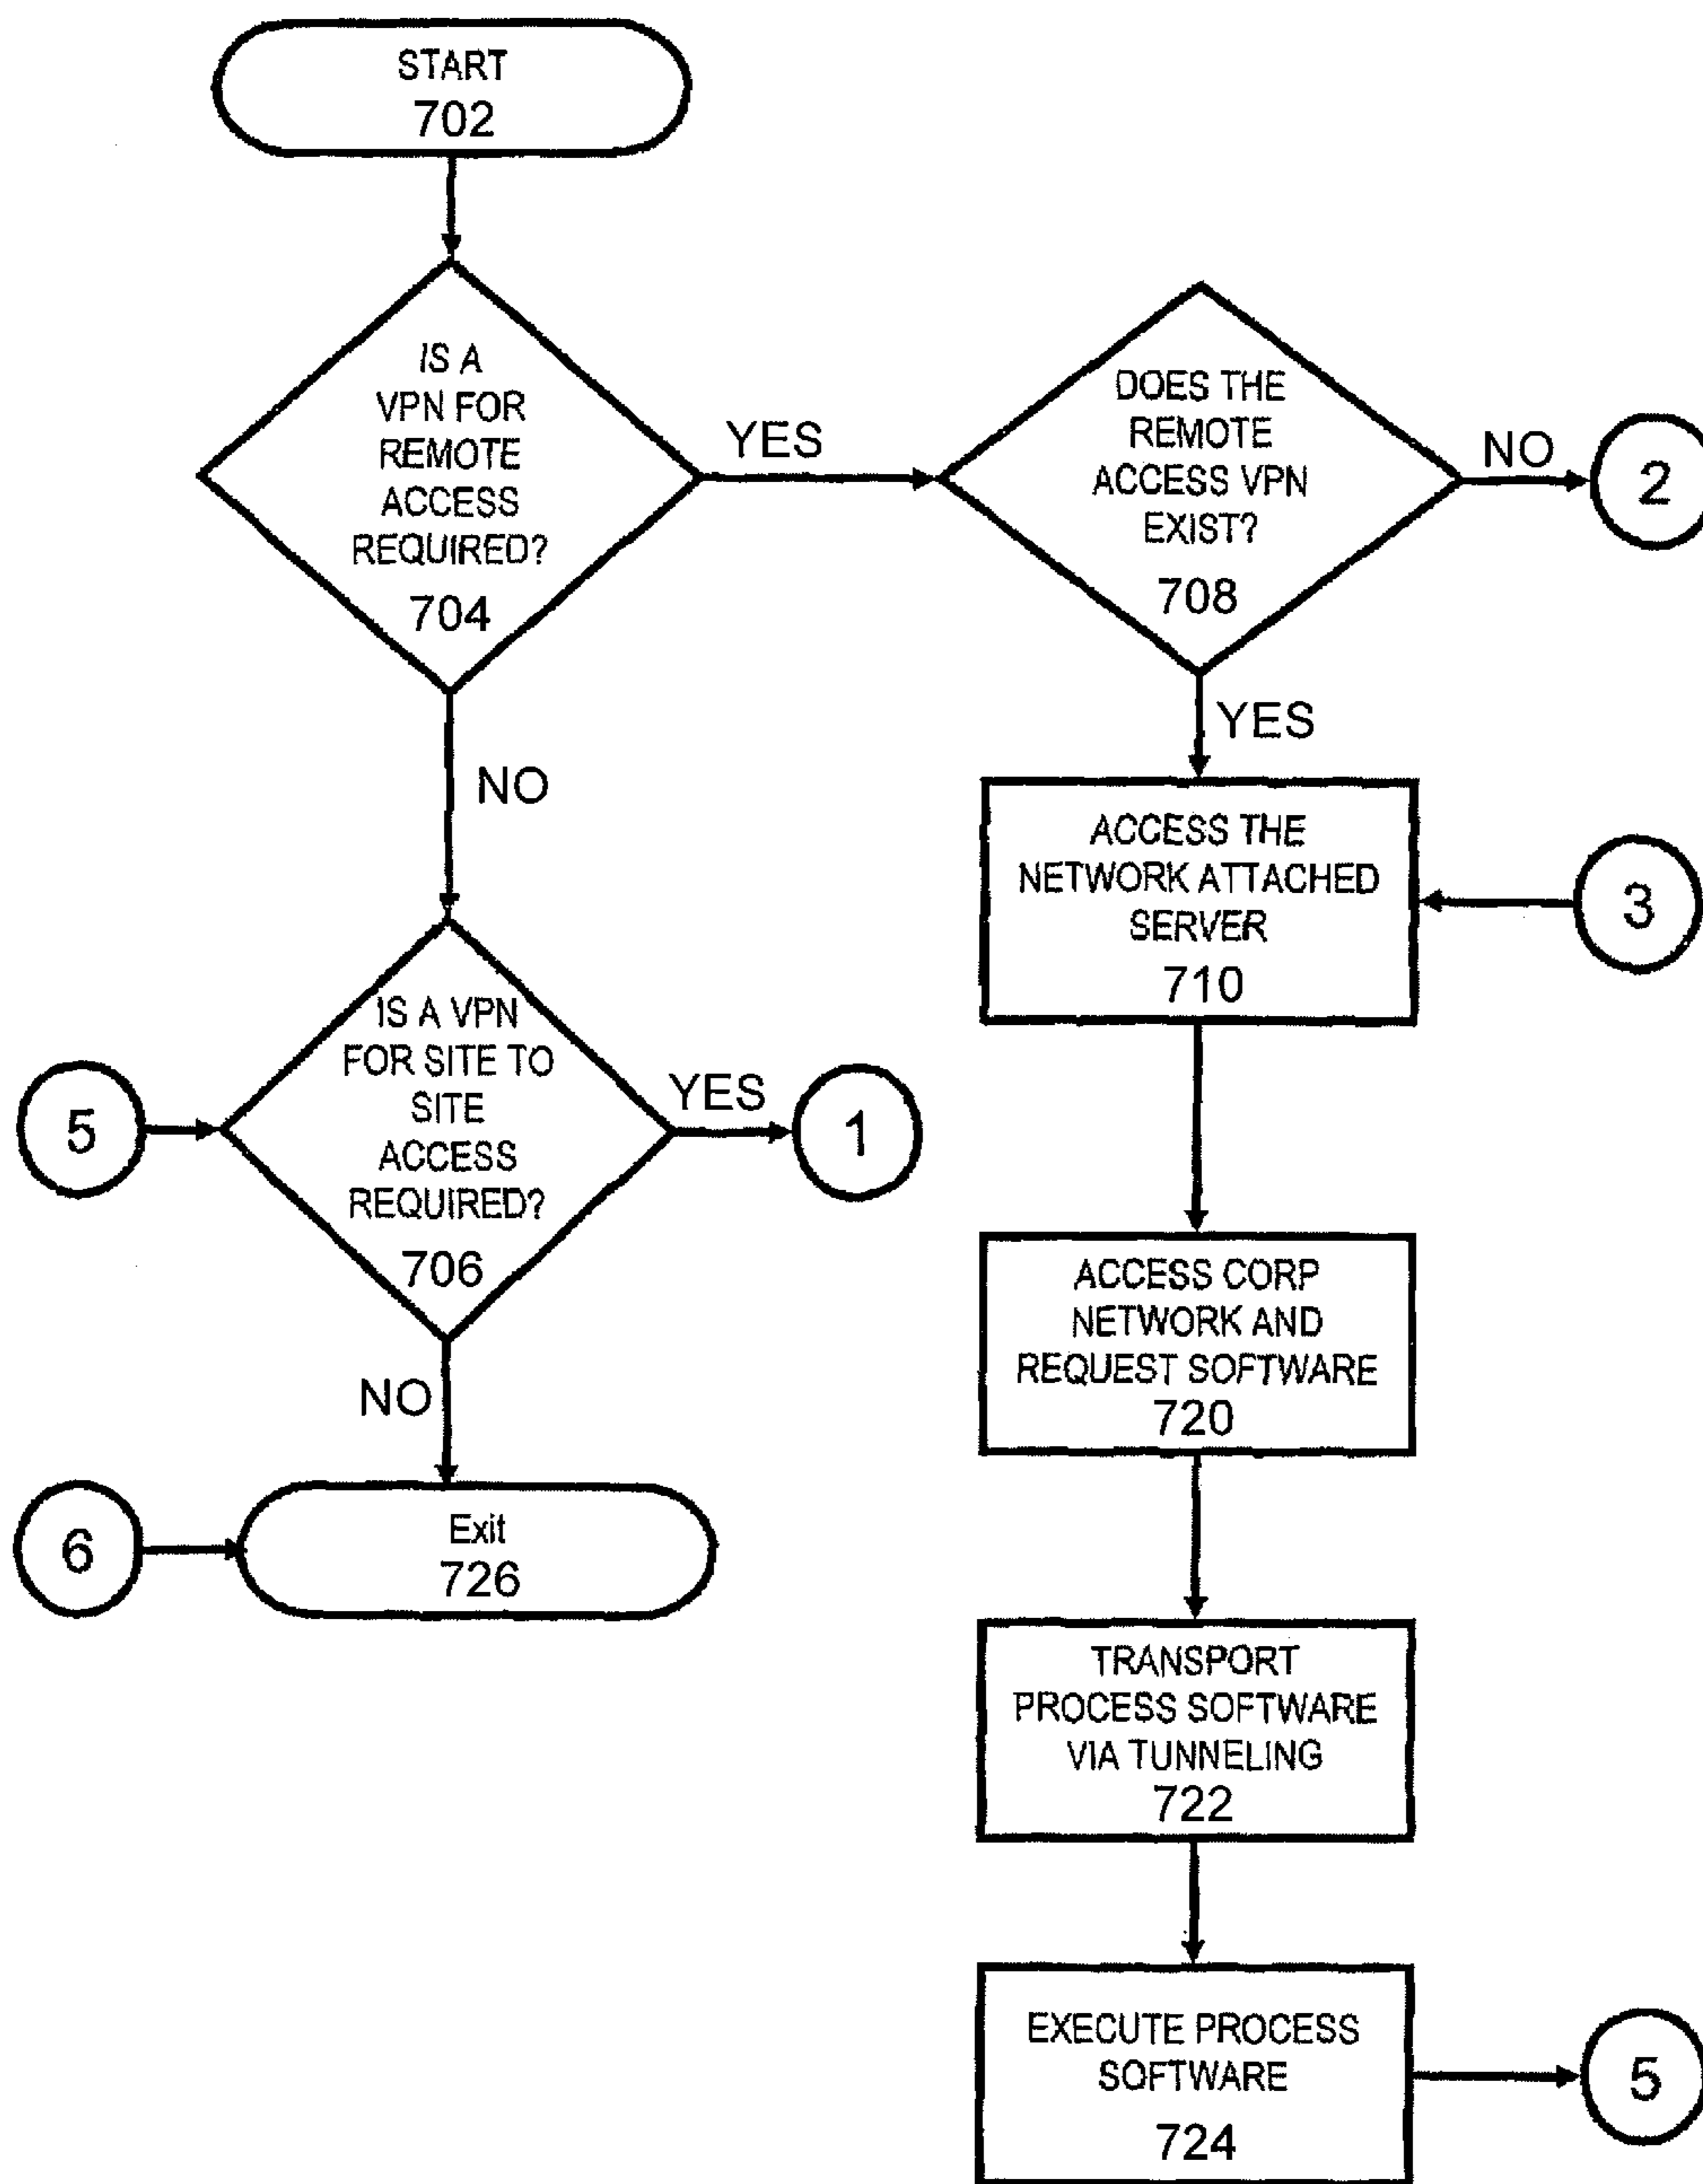 START
702
IS A
VPN FOR
REMOTE
ACCESS
REQUIRED?
704
YES
DOES THE
REMOTE
ACCESS VPN
EXIST?
708
NO
2
YES
NO
ACCESS THE
NETWORK ATTACHED
SERVER
710
3
5
IS A VPN
FOR SITE TO
SITE
ACCESS
REQUIRED?
706
YES
1
NO
ACCESS CORP
NETWORK AND
REQUEST SOFTWARE
720
6
Exit
726
TRANSPORT
PROCESS SOFTWARE
VIA TUNNELING
722
EXECUTE PROCESS
SOFTWARE
724
5